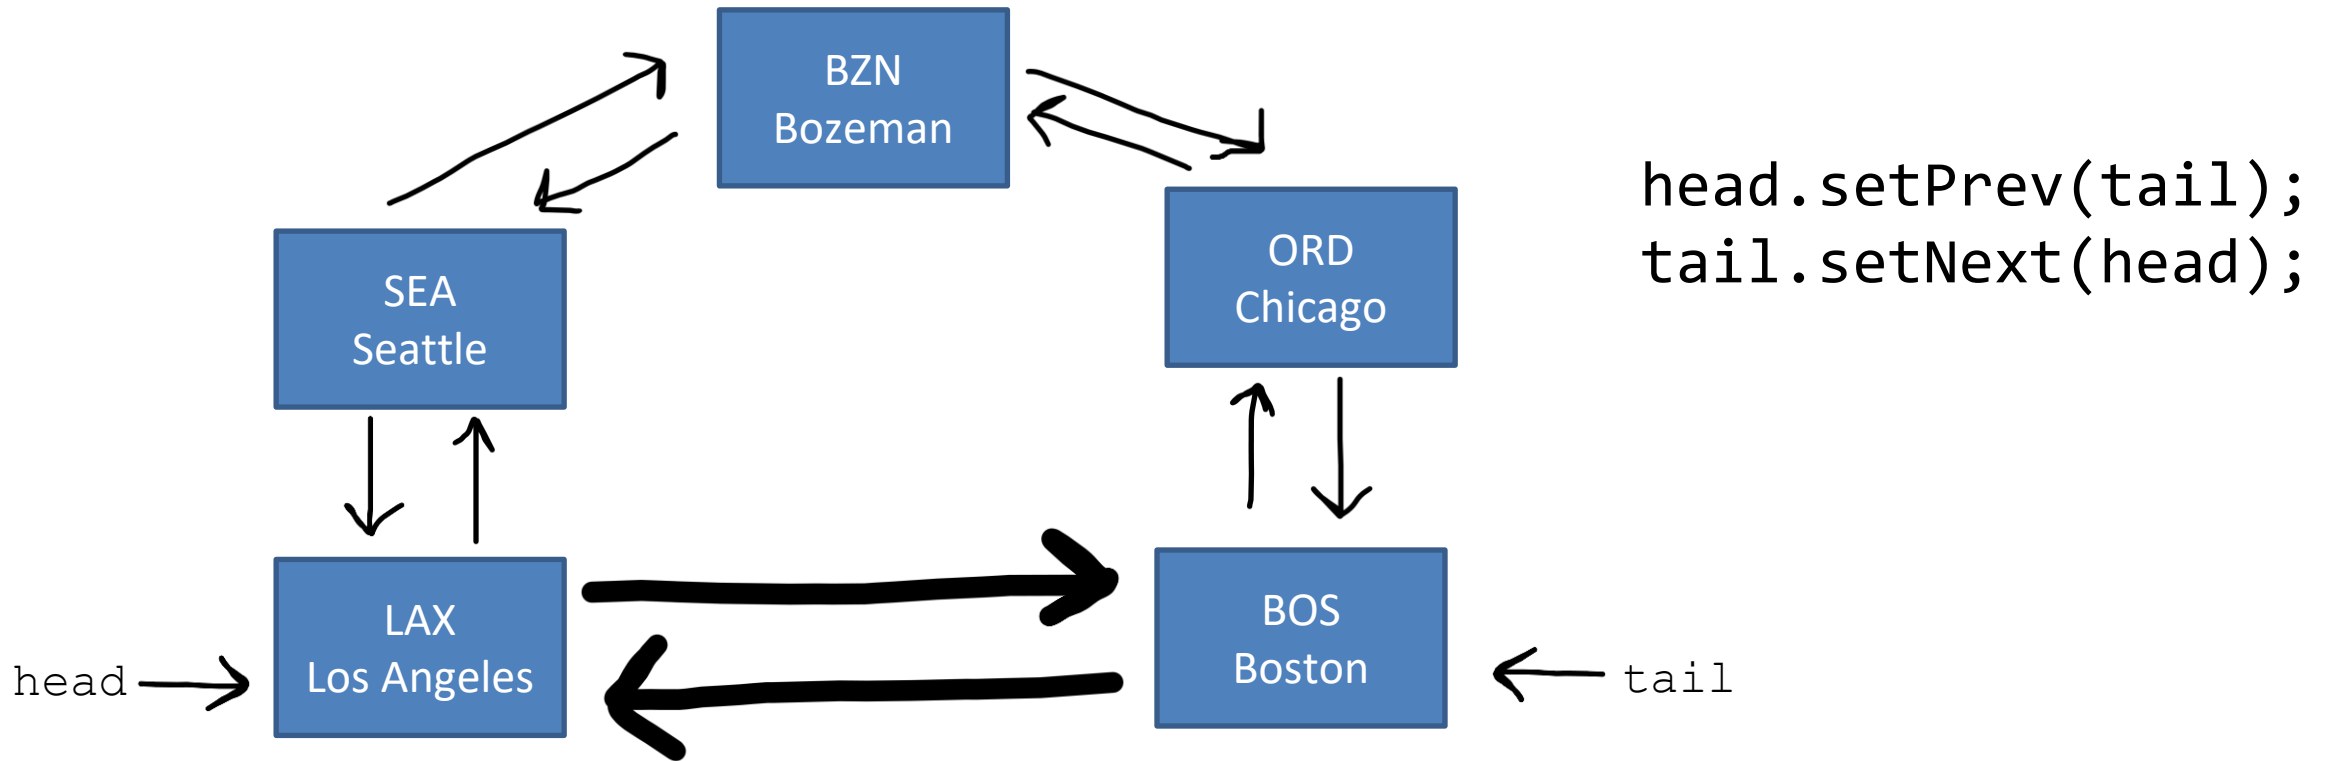 BZN
Bozeman
head.setPrev(tail);
tail.setNext(head);
ORD
Chicago
SEA
Seattle
LAX
Los Angeles
BOS
Boston
head
tail